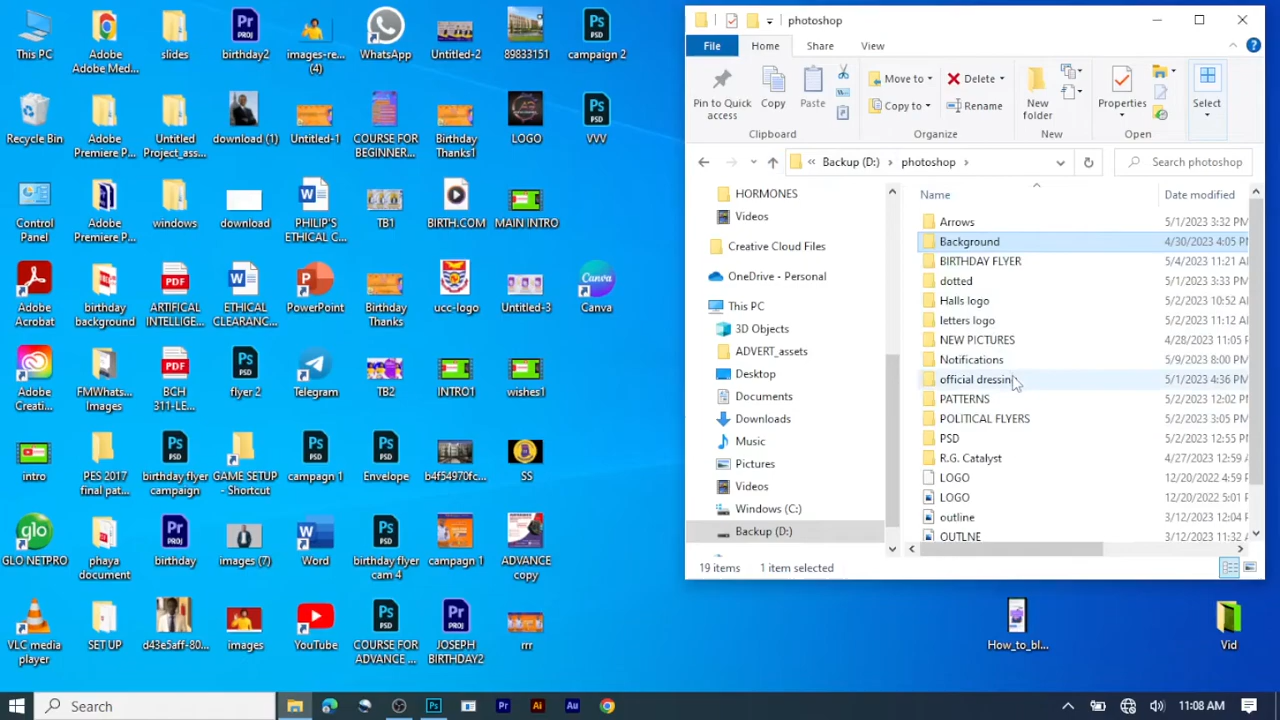 This PC
Adobe
Adobe Med...
slides
birthday2
images-re...
(4)
WhatsApp
Untitled-2
89833151
campaign 2
Recycle Bin
Adobe
Premiere P...
Untitled
Project_ass...
download (1)
Untitled-1
COURSE FOR
BEGINNER...
Birthday
Thanks1
LOGO
VVV
Control
Panel
Adobe
Premiere P...
windows
download
PHILIP'S
ETHICAL C...
TB1
BIRTH.COM
MAIN INTRO
Adobe
Acrobat
birthday
background
ARTIFICAL
INTELLIGE...
ETHICAL
CLEARANC...
PowerPoint
Birthday
Thanks
ucc-logo
Untitled-3
Canva
Adobe
Creati...
FMWhats...
Images
BCH
311-LE...
flyer 2
Telegram
TB2
INTRO1
wishes1
intro
PES 2017
final pat...
birthday flyer
campaign
GAME SETUP
- Shortcut
campagn 1
Envelope
b4f54970fc...
SS
GLO NETPRO
phaya
document
birthday
images (7)
Word
birthday flyer
cam 4
campagn 1
ADVANCE
copy
VLC media
player
SET UP
d43e5aff-80...
images
YouTube
COURSE FOR
ADVANCE ...
JOSEPH
BIRTHDAY2
rrr
How_to_bl...
Vid
photoshop
File
Home
Share
View
Pin to Quick
access
Copy
Paste
Clipboard
Move to
Copy to
Delete
Rename
Organize
New
folder
New
Properties
Open
Select
« Backup (D:) > photoshop >
Search photoshop
HORMONES
Videos
Creative Cloud Files
OneDrive - Personal
This PC
3D Objects
ADVERT_assets
Desktop
Documents
Downloads
Music
Pictures
Videos
Windows (C:)
Backup (D:)
Name Date modified
Arrows 5/1/2023 3:32 PM
Background 4/30/2023 4:05 PM
BIRTHDAY FLYER 5/4/2023 11:21 AM
dotted 5/1/2023 3:33 PM
Halls logo 5/2/2023 10:52 AM
letters logo 5/2/2023 11:12 AM
NEW PICTURES 4/28/2023 11:05
Notifications 5/9/2023 8:00 PM
official dressing 5/1/2023 4:36 PM
PATTERNS 5/2/2023 12:02 PM
POLITICAL FLYERS 5/2/2023 3:05 PM
PSD 5/2/2023 12:55 PM
R.G. Catalyst 4/27/2023 12:59
LOGO 12/20/2022 4:59
LOGO 12/20/2022 5:01
outline 3/12/2023 12:04
OUTLNE 3/12/2023 11:32
19 items 1 item selected
Search
11:08 AM